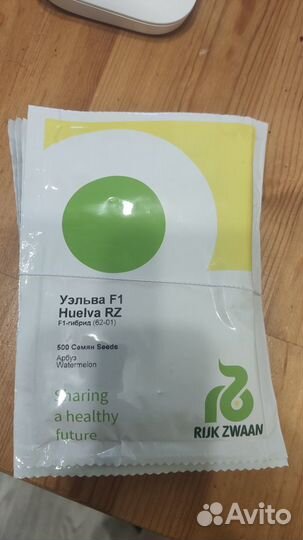 Уэльва F1
Huelva RZ
F1-гибрид (62-01)
500 Семян Seeds
Арбуз
Watermelon
Sharing
a healthy
future
RIJK ZWAAN
Avito